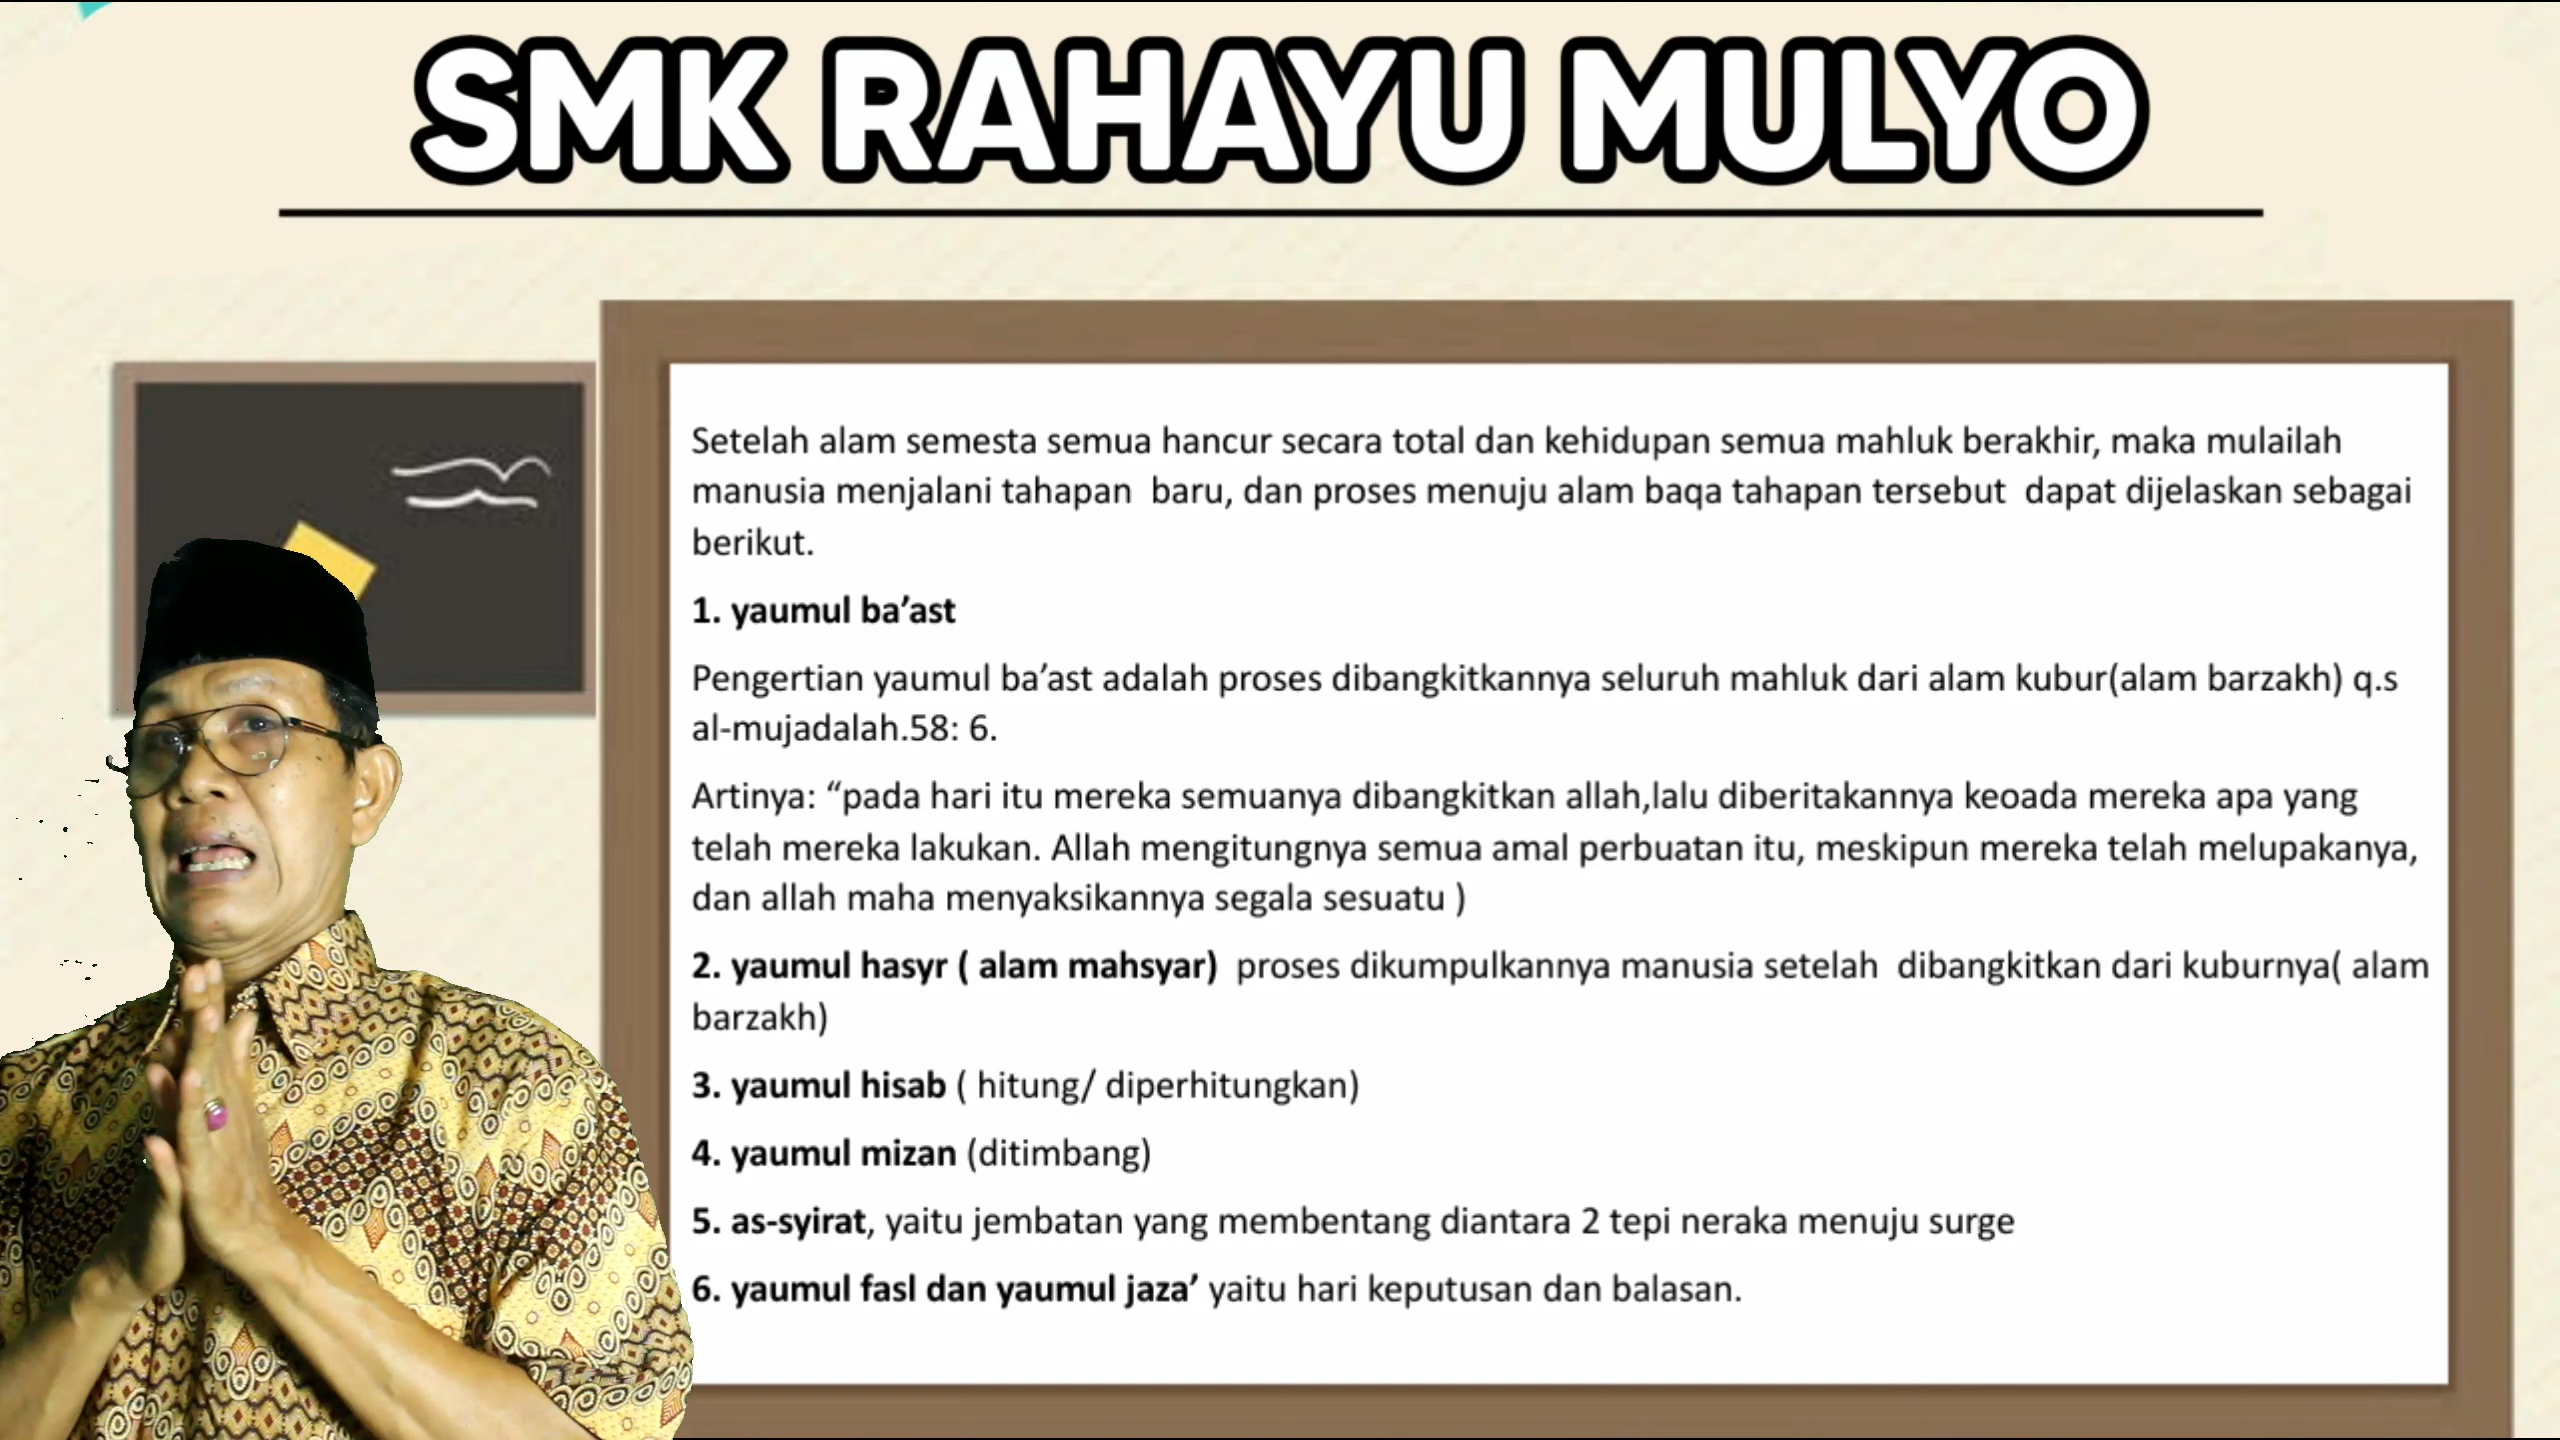 SMK RAHAYU MULYO
Setelah alam semesta semua hancur secara total dan kehidupan semua mahluk berakhir, maka mulailah
manusia menjalani tahapan  baru, dan proses menuju alam baqa tahapan tersebut  dapat dijelaskan sebagai
berikut.
1. yaumul ba’ast
Pengertian yaumul ba’ast adalah proses dibangkitkannya seluruh mahluk dari alam kubur(alam barzakh) q.s
al-mujadalah.58: 6.
Artinya: “pada hari itu mereka semuanya dibangkitkan allah,lalu diberitakannya keoada mereka apa yang
telah mereka lakukan. Allah mengitungnya semua amal perbuatan itu, meskipun mereka telah melupakanya,
dan allah maha menyaksikannya segala sesuatu )
2. yaumul hasyr ( alam mahsyar)  proses dikumpulkannya manusia setelah  dibangkitkan dari kuburnya( alam
barzakh)
3. yaumul hisab ( hitung/ diperhitungkan)
4. yaumul mizan (ditimbang)
5. as-syirat, yaitu jembatan yang membentang diantara 2 tepi neraka menuju surge
6. yaumul fasl dan yaumul jaza’ yaitu hari keputusan dan balasan.